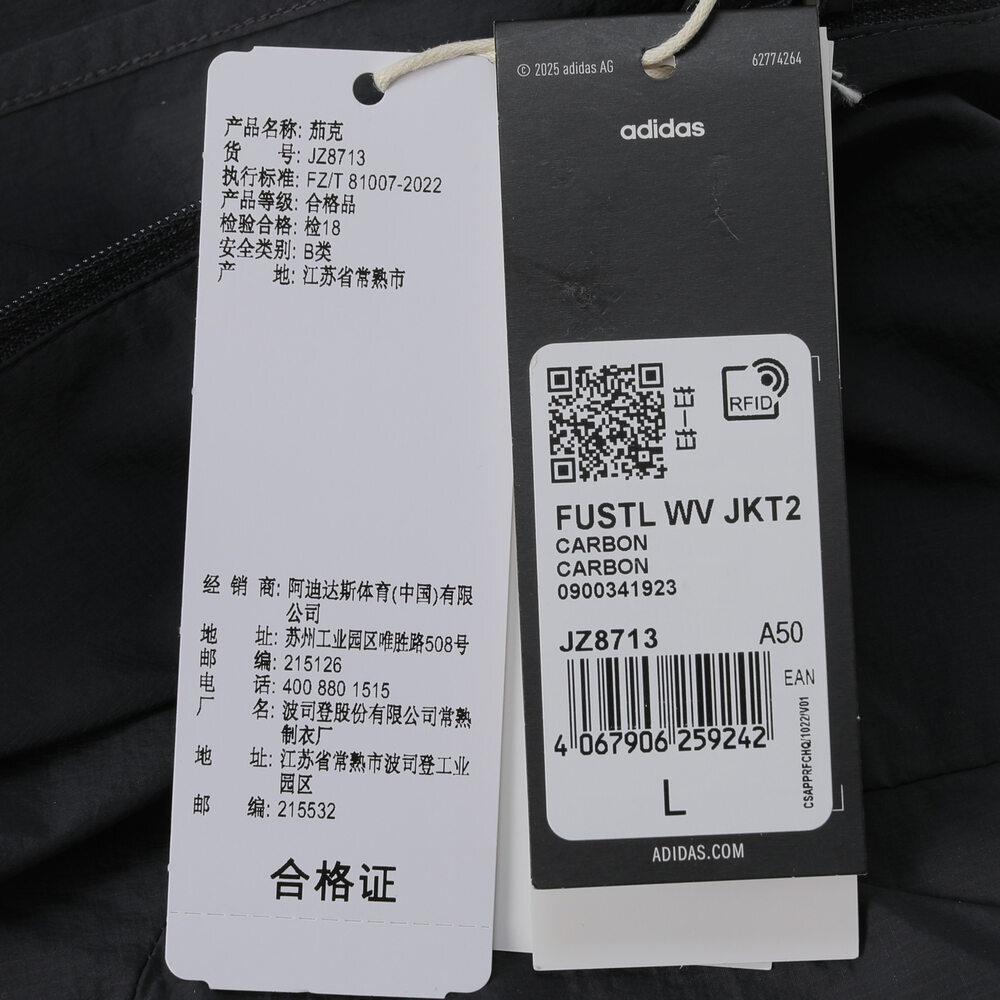 产品名称: 茄克
货 号: JZ8713
执行标准: FZ/T 81007-2022
产品等级: 合格品
检验合格: 检18
安全类别: B类
产 地: 江苏省常熟市
经 销 商: 阿迪达斯体育(中国)有限
公司
地 址: 苏州工业园区唯胜路508号
邮 编: 215126
电 话: 400 880 1515
厂 名: 波司登股份有限公司常熟
制衣厂
地 址: 江苏省常熟市波司登工业
园区
邮 编: 215532
合格证
© 2025 adidas AG
62774264
adidas
扫一扫
RFID
FUSTL WV JKT2
CARBON
CARBON
0900341923
JZ8713 A50
EAN
4 067906 259242
L
CSAPPRFCHQ/1022/V01
ADIDAS.COM